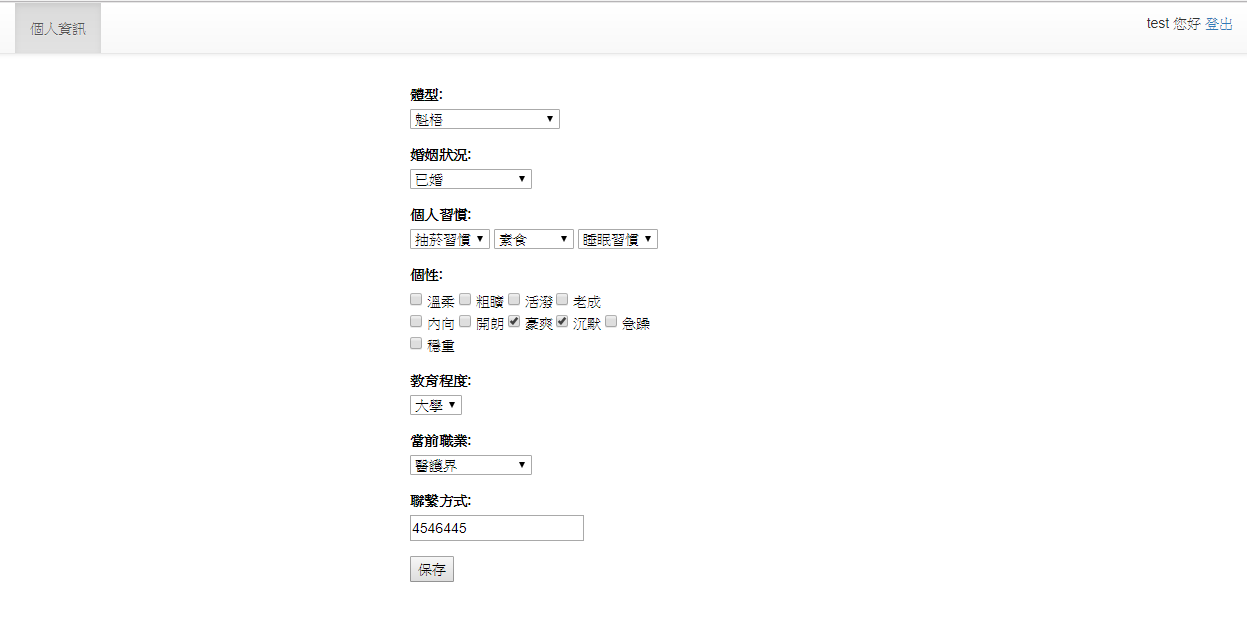 個人資訊
test 您好 登出
體型:
魁梧
婚姻狀況:
已婚
個人習慣:
抽菸習慣 素食 睡眠習慣
個性:
溫柔 粗曠 活潑 老成
內向 開朗 豪爽 沉默 急躁
穩重
教育程度:
大學
當前職業:
醫護界
聯繫方式:
4546445
保存